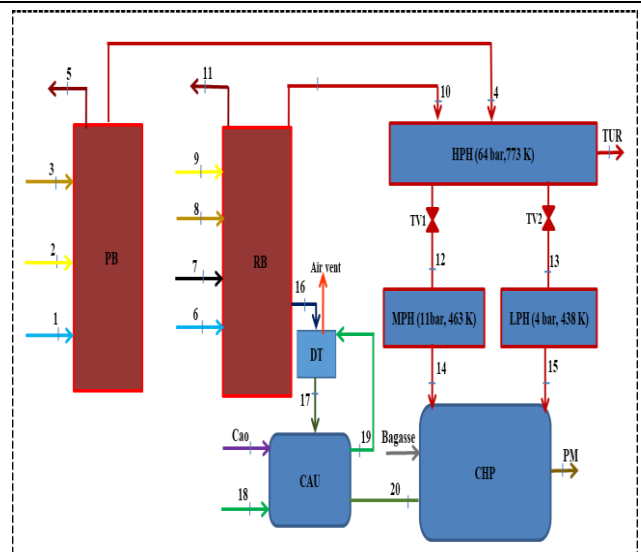 5
11
10
4
HPH (64 bar,773 K)
TUR
3
9
TV1
TV2
8
Air vent
12
13
2
PB
RB
7
16
MPH (11bar, 463 K)
LPH (4 bar, 438 K)
1
6
DT
14
15
17
19
Cao
Bagasse
CHP
PM
18
CAU
20